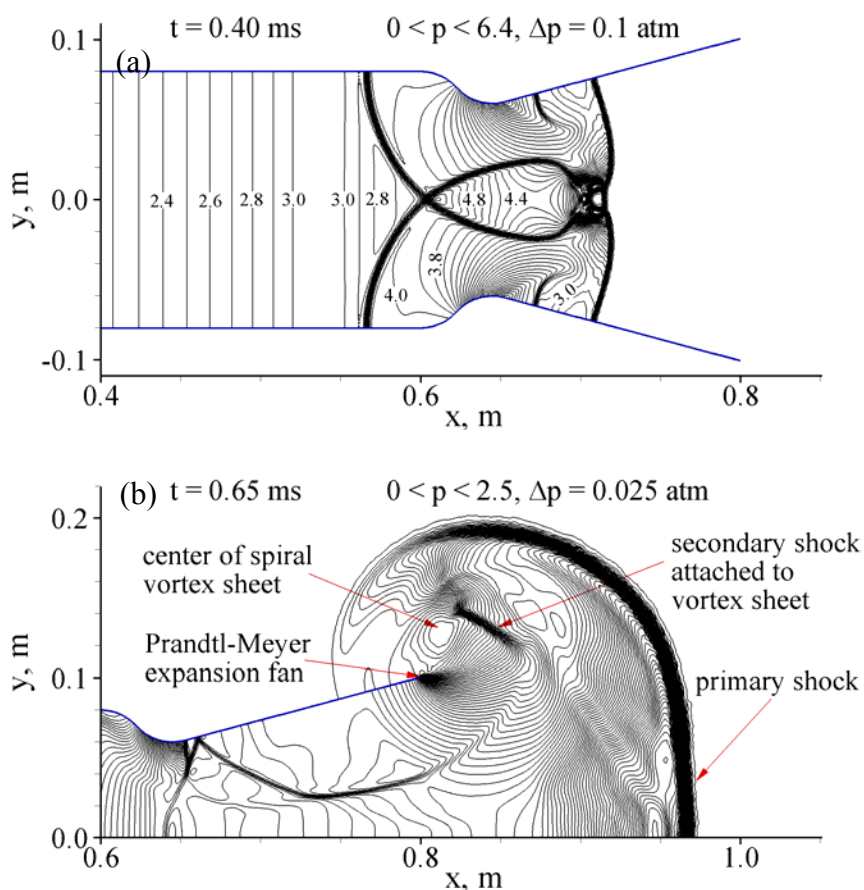 (a)
t = 0.40 ms
0 < p < 6.4, Δp = 0.1 atm
0.1
0.0
-0.1
y, m
2.4
2.6
2.8
3.0
3.0
2.8
4.8
4.4
3.8
4.0
3.0
0.4
0.6
0.8
x, m
(b)
t = 0.65 ms
0 < p < 2.5, Δp = 0.025 atm
0.2
0.1
0.0
y, m
center of spiral
vortex sheet
Prandtl-Meyer
expansion fan
secondary shock
attached to
vortex sheet
primary shock
0.6
0.8
1.0
x, m